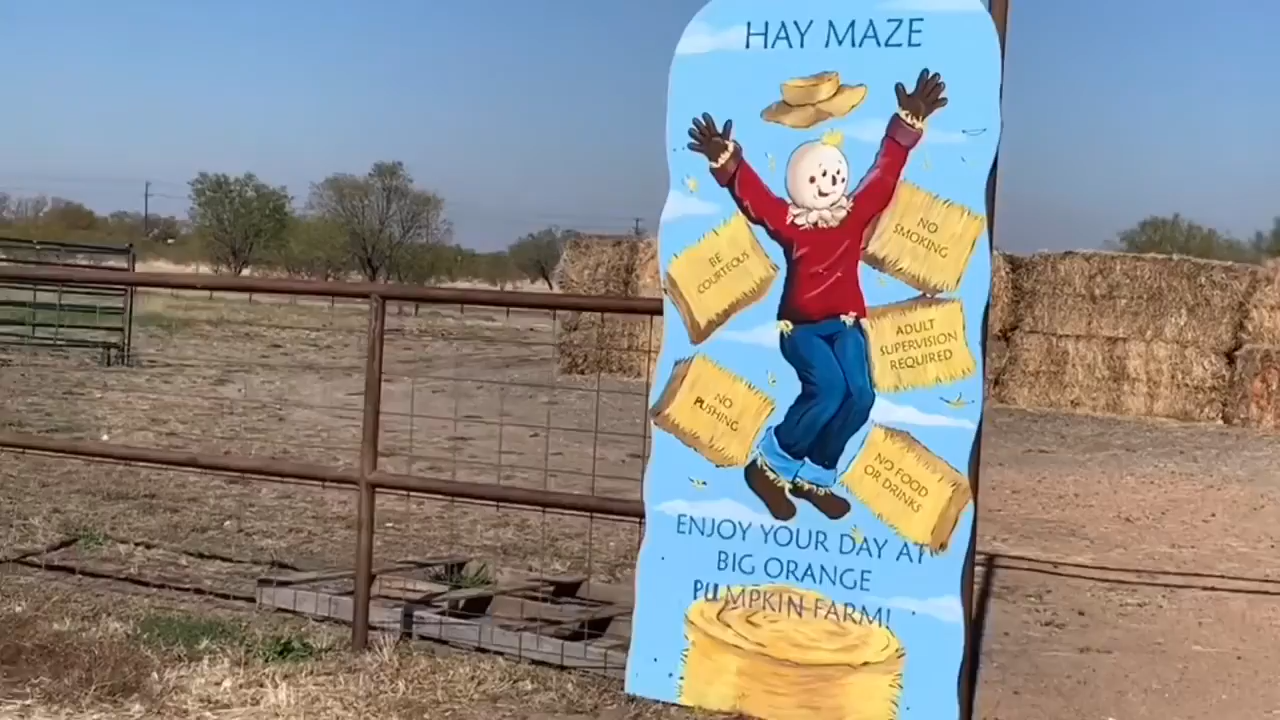 HAY MAZE
NO
SMOKING
BE
COURTEOUS
ADULT
SUPERVISION
REQUIRED
NO
PUSHING
NO FOOD
OR DRINKS
ENJOY YOUR DAY AT
BIG ORANGE
PUMPKIN FARM!